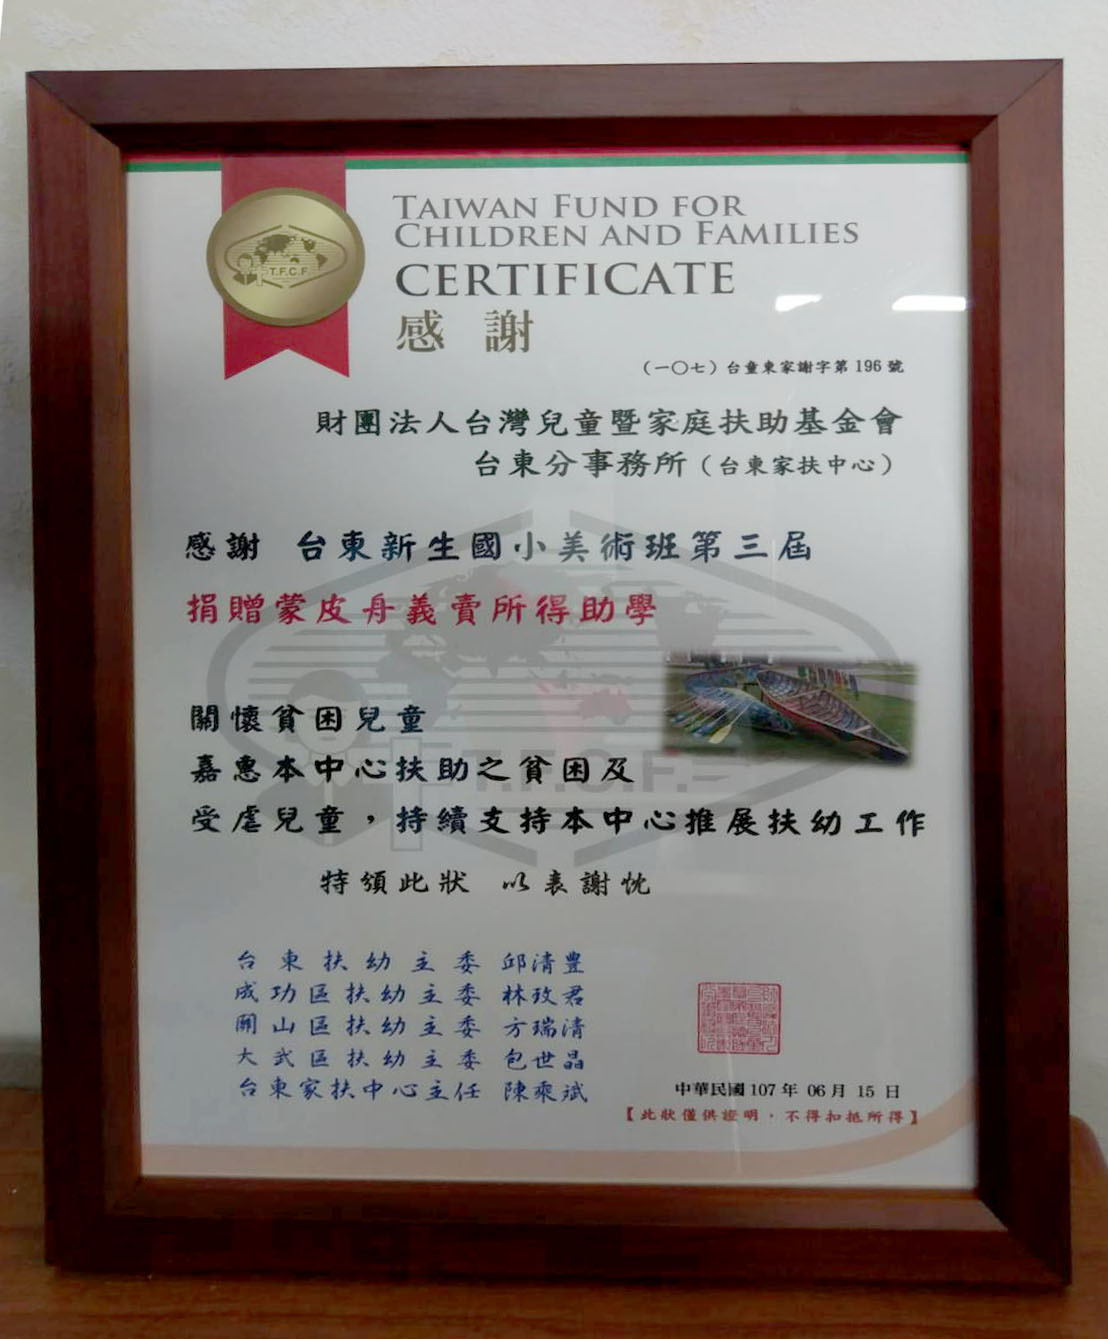 TAIWAN FUND FOR
CHILDREN AND FAMILIES
CERTIFICATE
感 謝
T.F.C.F.
（一〇七）台童東家謝字第 196 號
財團法人台灣兒童暨家庭扶助基金會
台東分事務所（台東家扶中心）
感謝 台東新生國小美術班第三屆
捐贈蒙皮舟義賣所得助學
關懷貧困兒童
嘉惠本中心扶助之貧困及
T.F.C.F.
受虐兒童，持續支持本中心推展扶幼工作
特頒此狀 以表謝忱
台東扶幼主委 邱清豐
成功區扶幼主委 林玫君
關山區扶幼主委 方瑞清
大武區扶幼主委 包世晶
台東家扶中心主任 陳乘斌
中華民國 107 年 06 月 15 日
【此狀僅供證明，不得扣抵所得】